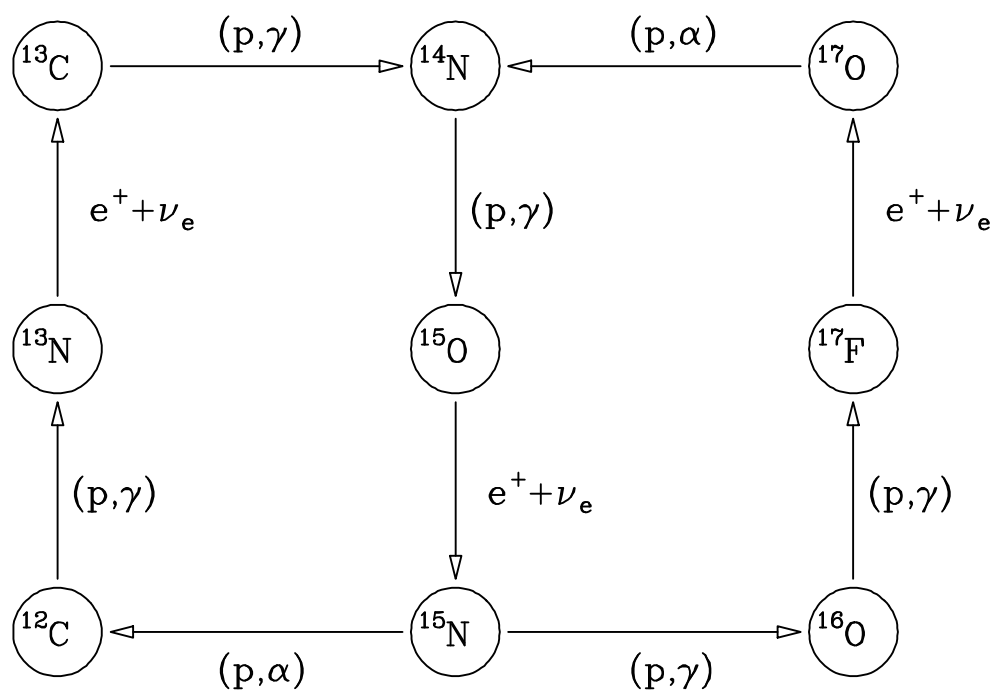 (p,γ) (p,α)
¹³C ¹⁴N ¹⁷O
e⁺+νₑ (p,γ) e⁺+νₑ
¹³N ¹⁵O ¹⁷F
(p,γ) e⁺+νₑ (p,γ)
¹²C ¹⁵N ¹⁶O
(p,α) (p,γ)